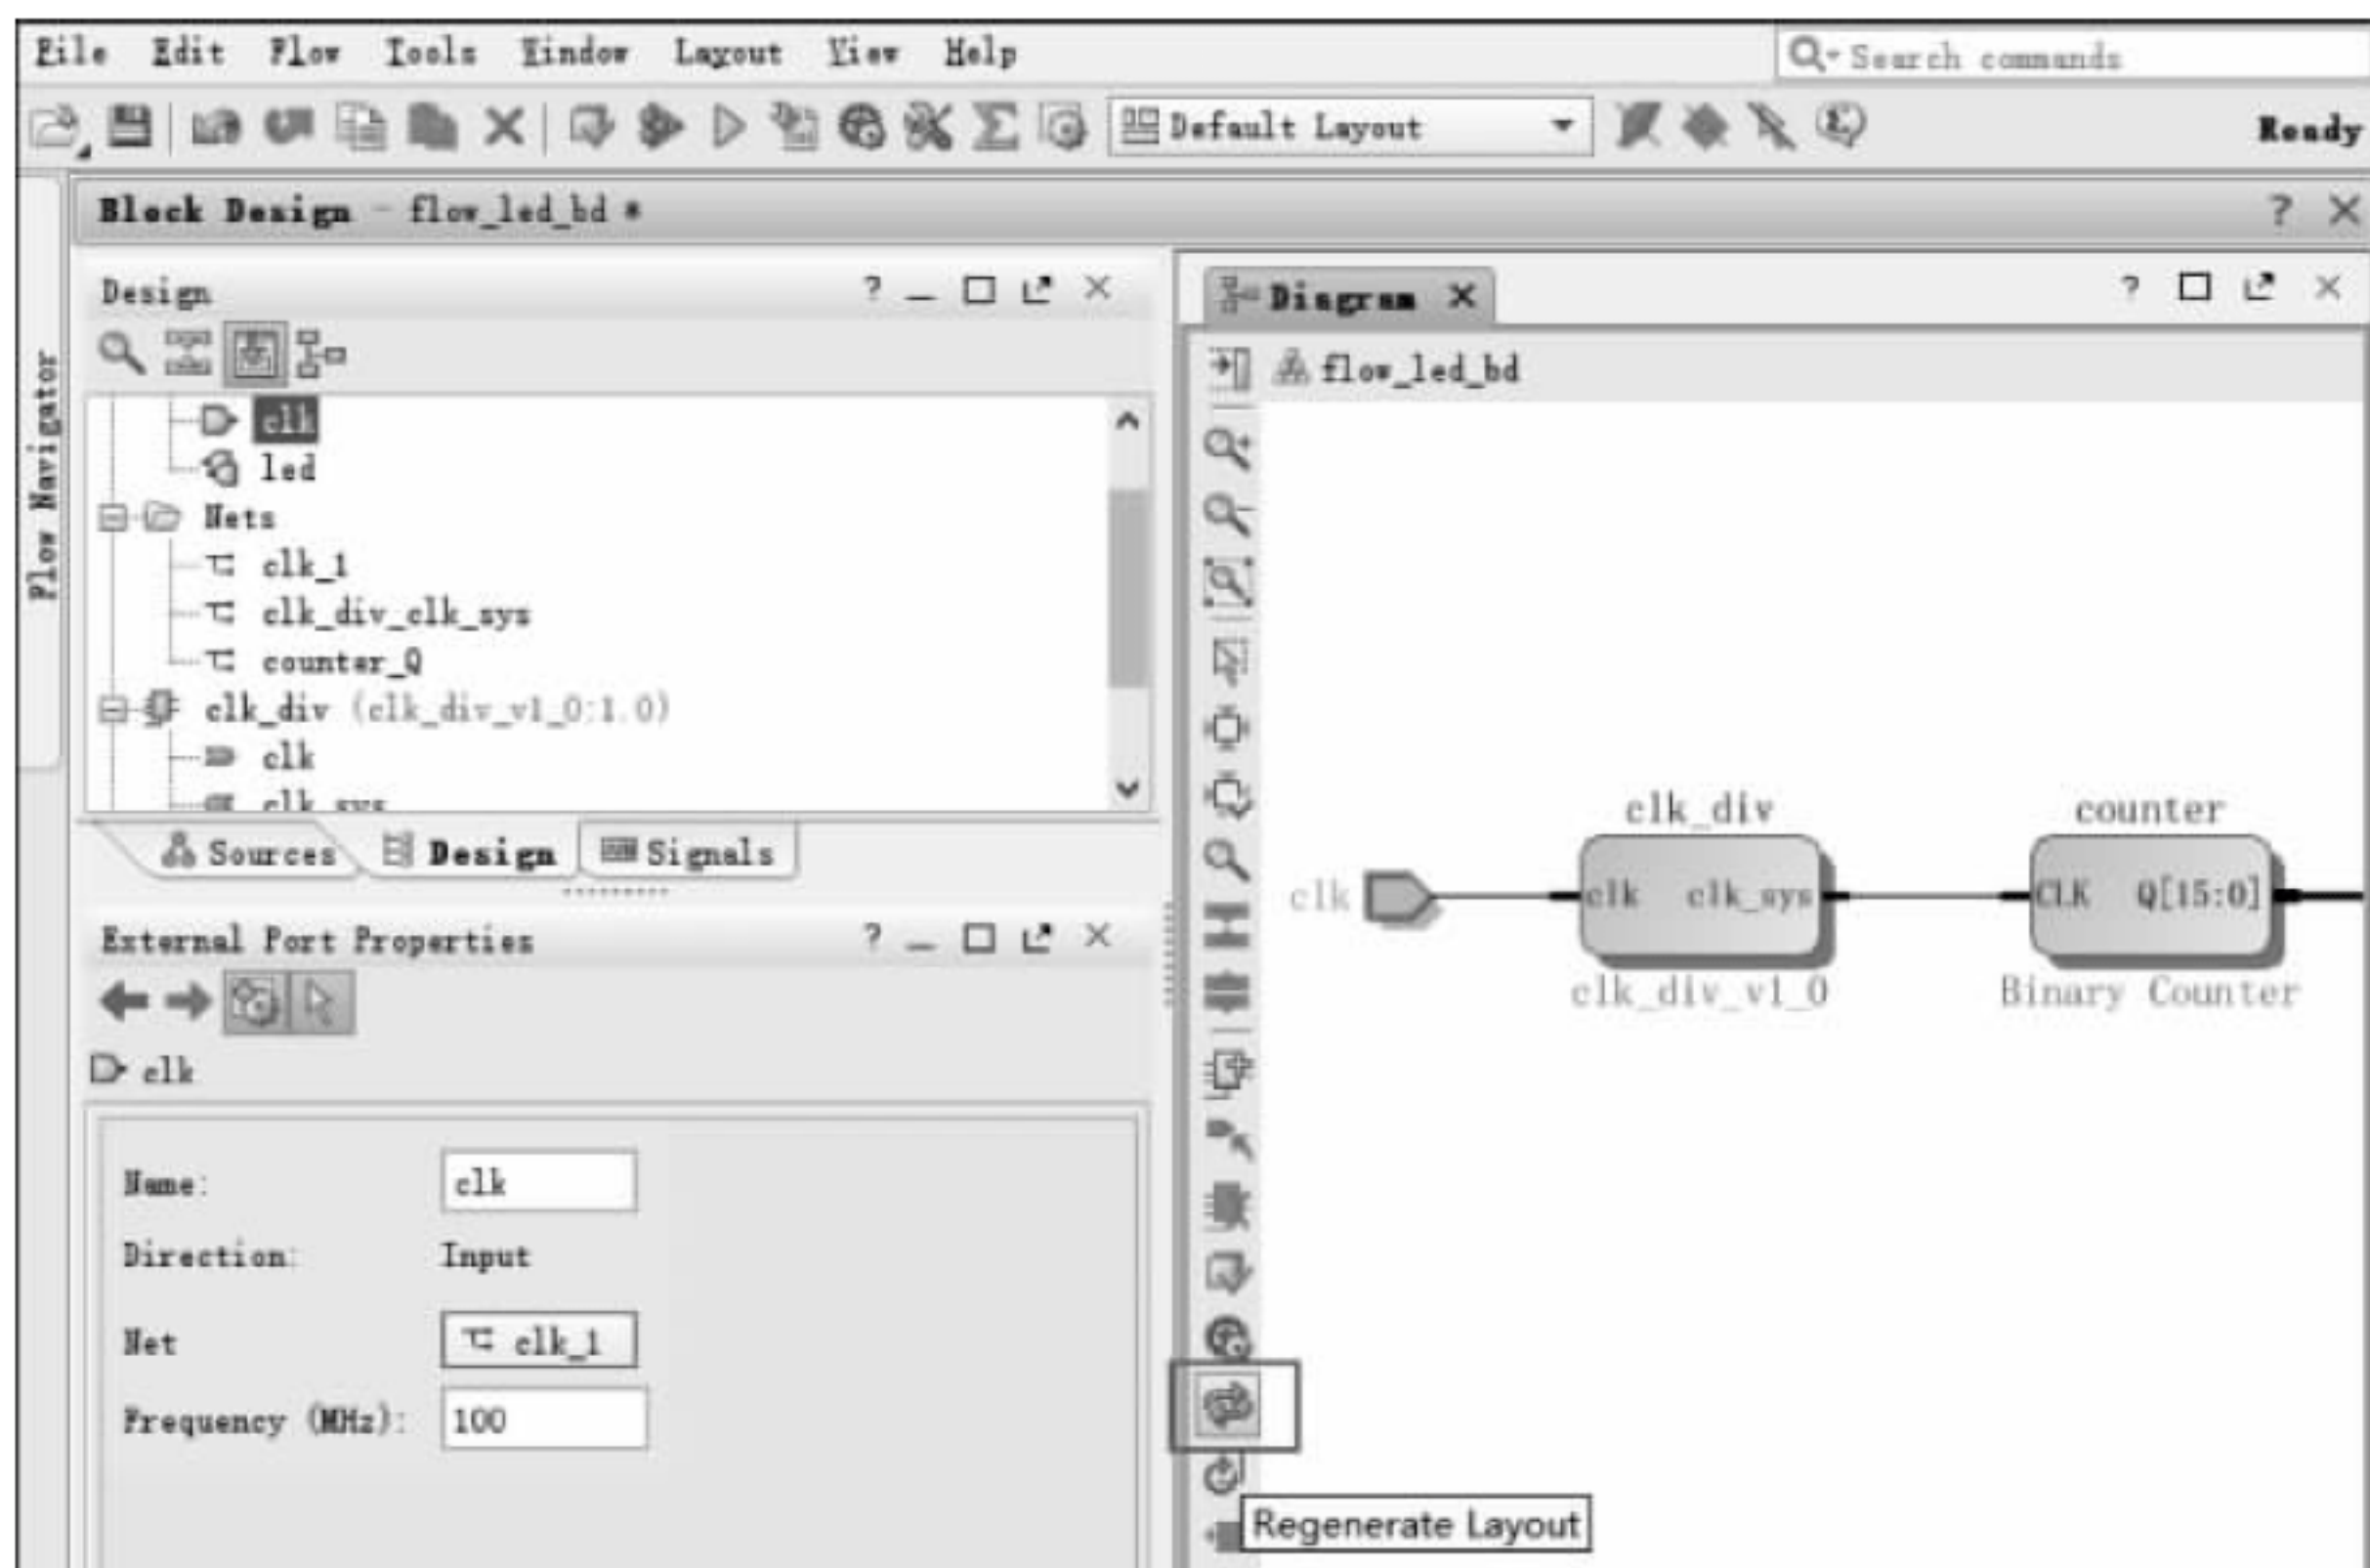 File Edit Flow Tools Window Layout View Help
Search commands
Default Layout
Ready
Block Design - flow_led_bd *
Flow Navigator
Design
clk
led
Nets
clk_1
clk_div_clk_sys
counter_Q
clk_div (clk_div_v1_0:1.0)
clk
clk_sys
Sources Design Signals
External Port Properties
clk
Name: clk
Direction: Input
Net clk_1
Frequency (MHz): 100
Diagram
flow_led_bd
clk_div counter
clk clk clk_sys CLK Q[15:0]
clk_div_v1_0 Binary Counter
Regenerate Layout